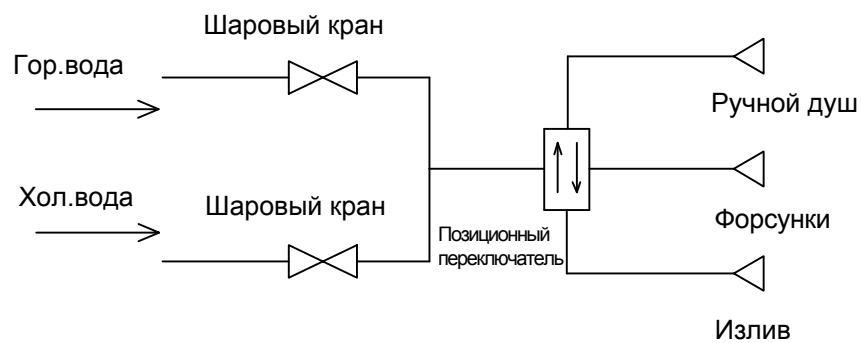 Шаровый кран
Гор.вода
Ручной душ
Хол.вода
Шаровый кран
Форсунки
Позиционный
переключатель
Излив